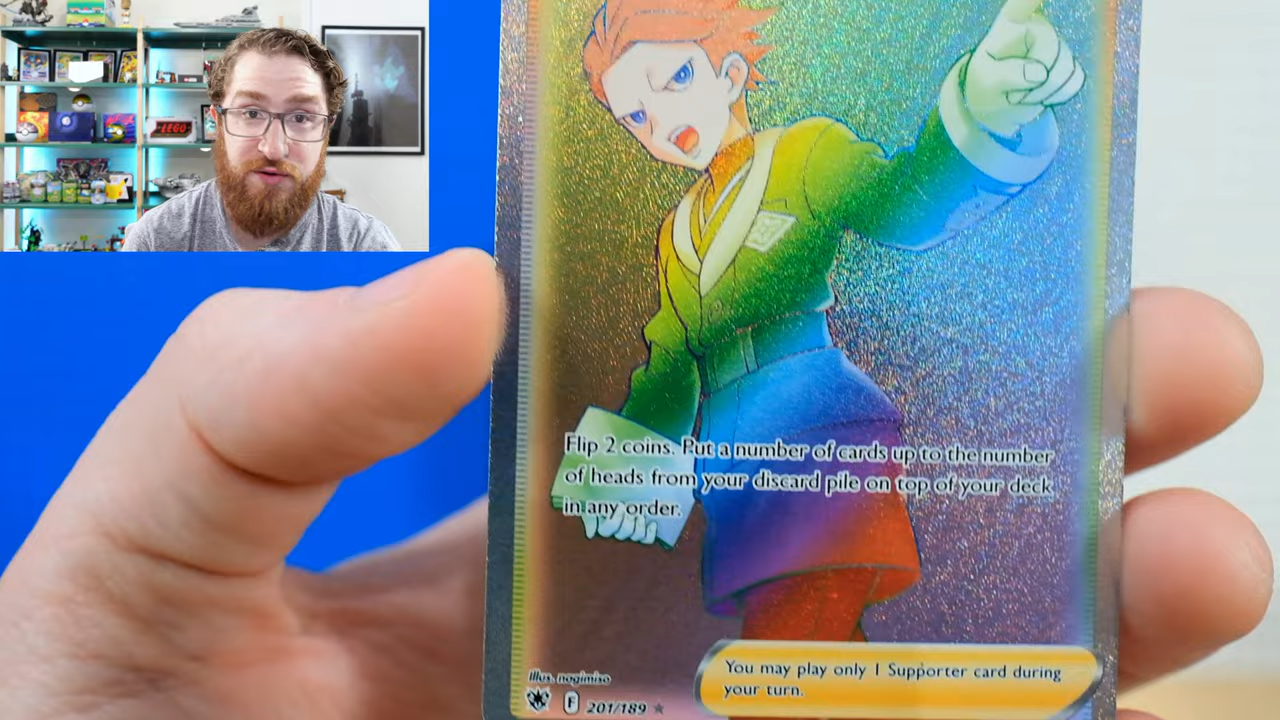 LEGO
Flip 2 coins. Put a number of cards up to the number
of heads from your discard pile on top of your deck
in any order.
You may play only 1 Supporter card during
your turn.
Illus. nagimiso
F 201/189